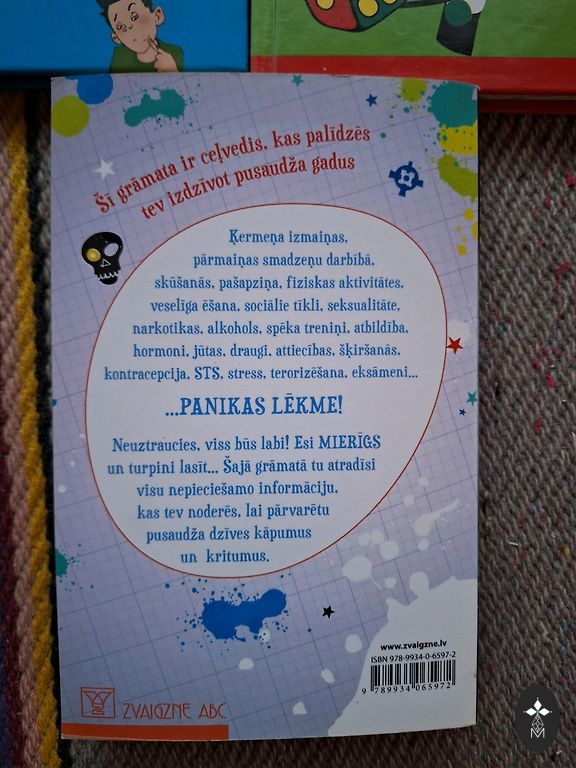 Šī grāmata ir ceļvedis, kas palīdzēs
tev izdzīvot pusaudža gadus
Ķermeņa izmaiņas,
pārmaiņas smadzeņu darbībā,
skūšanās, pašapziņa, fiziskas aktivitātes,
veselīga ēšana, sociālie tīkli, seksualitāte,
narkotikas, alkohols, spēka treniņi, atbildība,
hormoni, jūtas, draugi, attiecības, šķiršanās,
kontracepcija, STS, stress, terorizēšana, eksāmeni...
...PANIKAS LĒKME!
Neuztraucies, viss būs labi! Esi MIERĪGS
un turpini lasīt... Šajā grāmatā tu atradīsi
visu nepieciešamo informāciju,
kas tev noderēs, lai pārvarētu
pusaudža dzīves kāpumus
un kritumus.
www.zvaigzne.lv
ISBN 978-9934-0-6597-2
9 789934 065972
ZVAIGZNE ABC